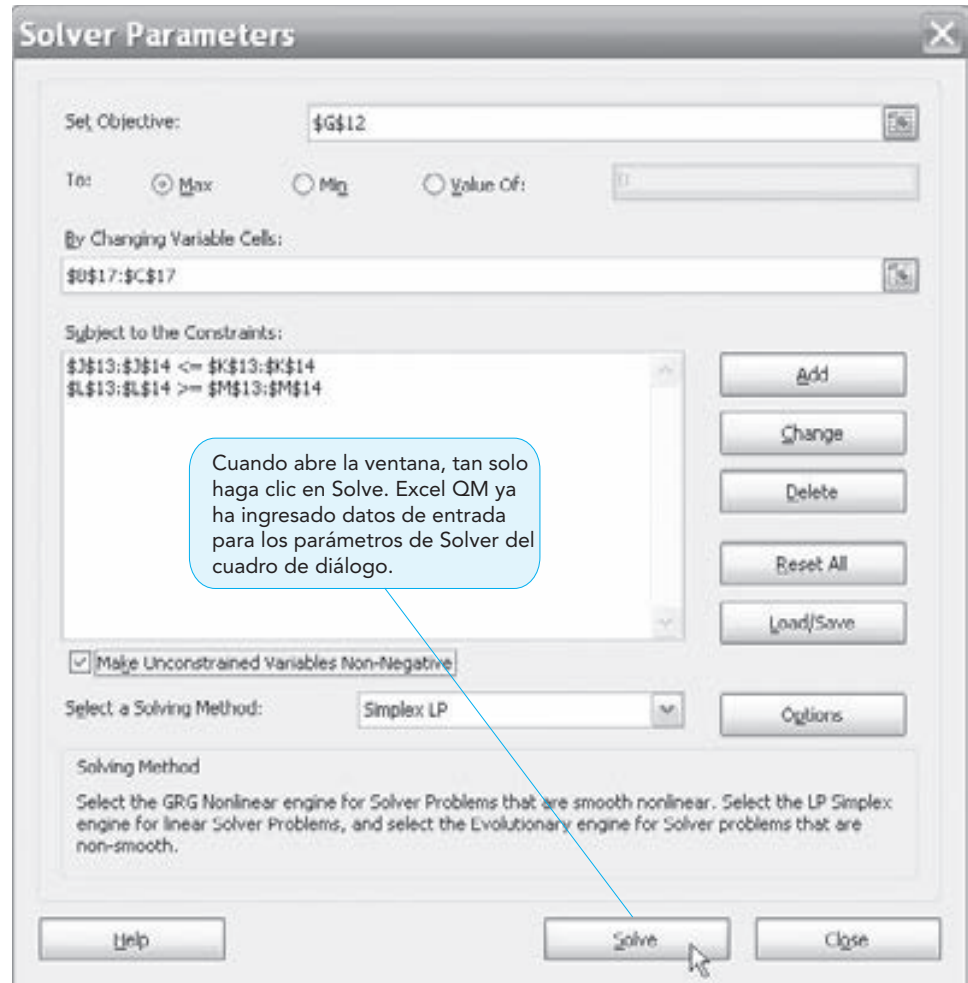 Solver Parameters
Set Objective:
$G$12
To:
Max
Min
Value Of:
0
By Changing Variable Cells:
$B$17:$C$17
Subject to the Constraints:
$J$13:$J$14 <= $K$13:$K$14
$L$13:$L$14 >= $M$13:$M$14
Add
Change
Delete
Reset All
Load/Save
Cuando abre la ventana, tan solo
haga clic en Solve. Excel QM ya
ha ingresado datos de entrada
para los parámetros de Solver del
cuadro de diálogo.
Make Unconstrained Variables Non-Negative
Select a Solving Method:
Simplex LP
Options
Solving Method
Select the GRG Nonlinear engine for Solver Problems that are smooth nonlinear. Select the LP Simplex
engine for linear Solver Problems, and select the Evolutionary engine for Solver problems that are
non-smooth.
Help
Solve
Close